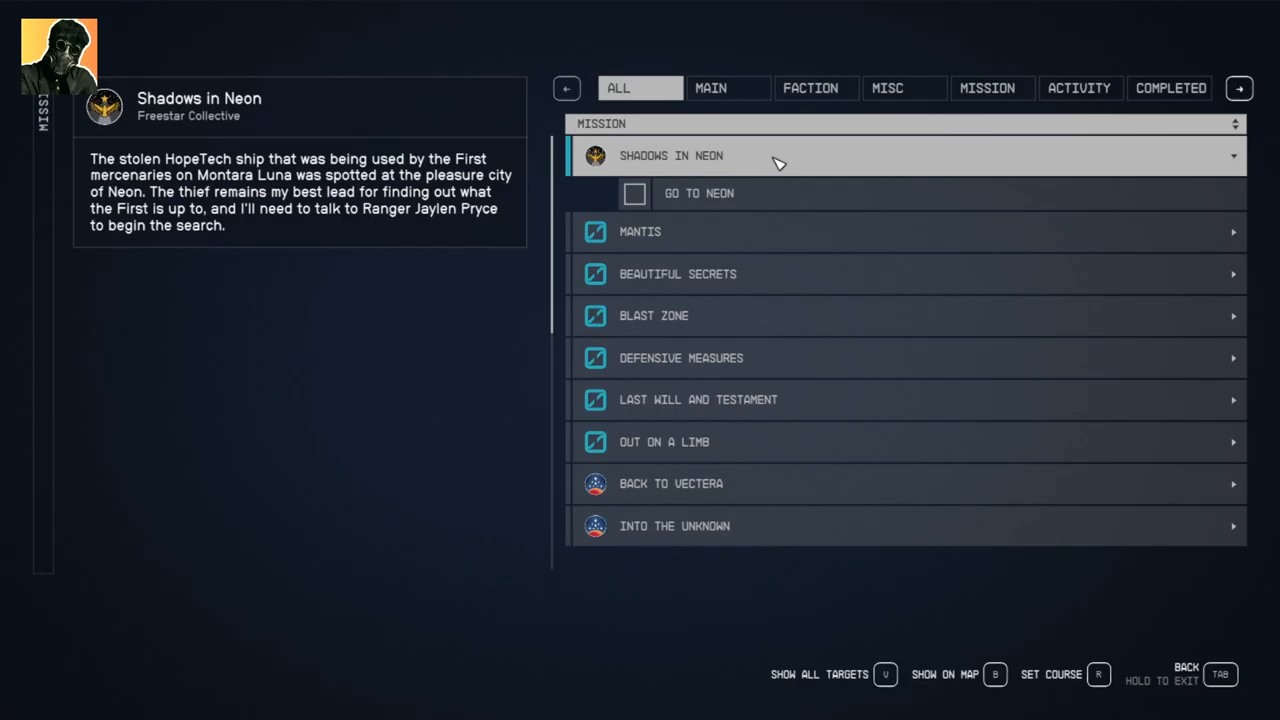 MISSI
Shadows in Neon
Freestar Collective
The stolen HopeTech ship that was being used by the First
mercenaries on Montara Luna was spotted at the pleasure city
of Neon. The thief remains my best lead for finding out what
the First is up to, and I'll need to talk to Ranger Jaylen Pryce
to begin the search.
ALL
MAIN
FACTION
MISC
MISSION
ACTIVITY
COMPLETED
MISSION
SHADOWS IN NEON
GO TO NEON
MANTIS
BEAUTIFUL SECRETS
BLAST ZONE
DEFENSIVE MEASURES
LAST WILL AND TESTAMENT
OUT ON A LIMB
BACK TO VECTERA
INTO THE UNKNOWN
SHOW ALL TARGETS V
SHOW ON MAP B
SET COURSE R
BACK
HOLD TO EXIT TAB